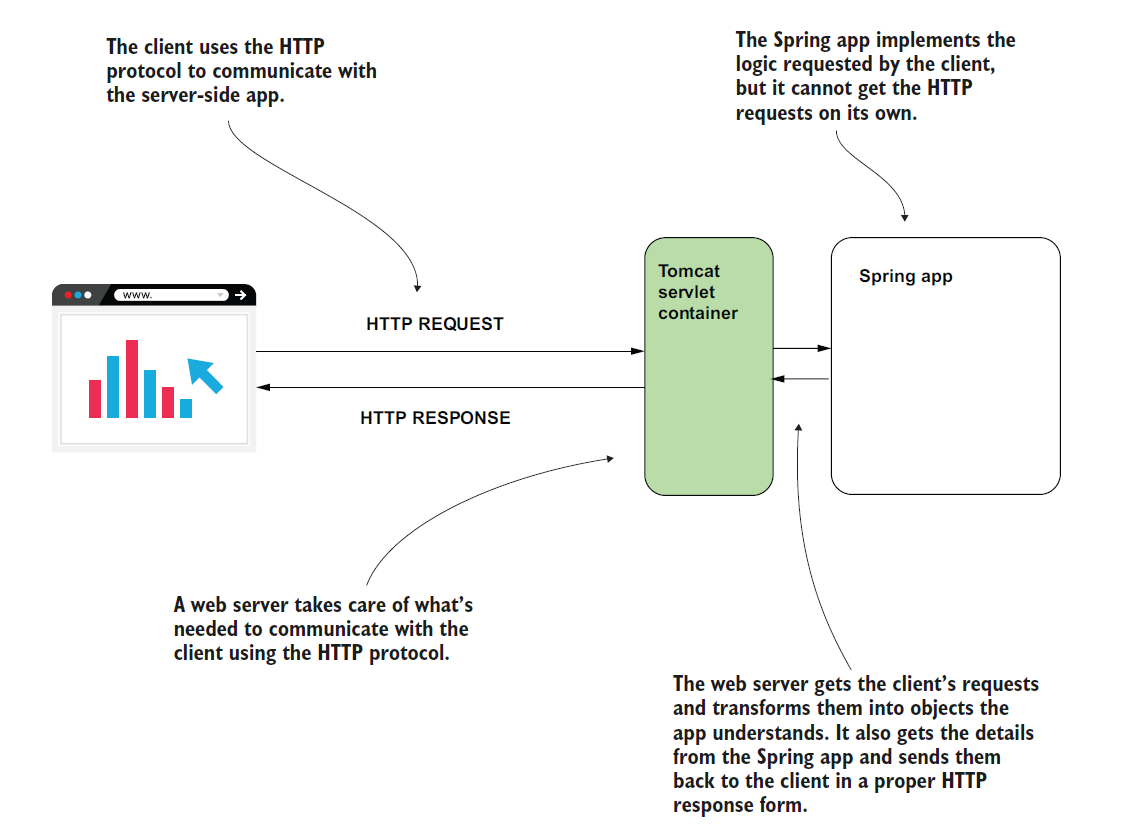 The client uses the HTTP
protocol to communicate with
the server-side app.
The Spring app implements the
logic requested by the client,
but it cannot get the HTTP
requests on its own.
www.
HTTP REQUEST
HTTP RESPONSE
Tomcat
servlet
container
Spring app
A web server takes care of what’s
needed to communicate with the
client using the HTTP protocol.
The web server gets the client’s requests
and transforms them into objects the
app understands. It also gets the details
from the Spring app and sends them
back to the client in a proper HTTP
response form.